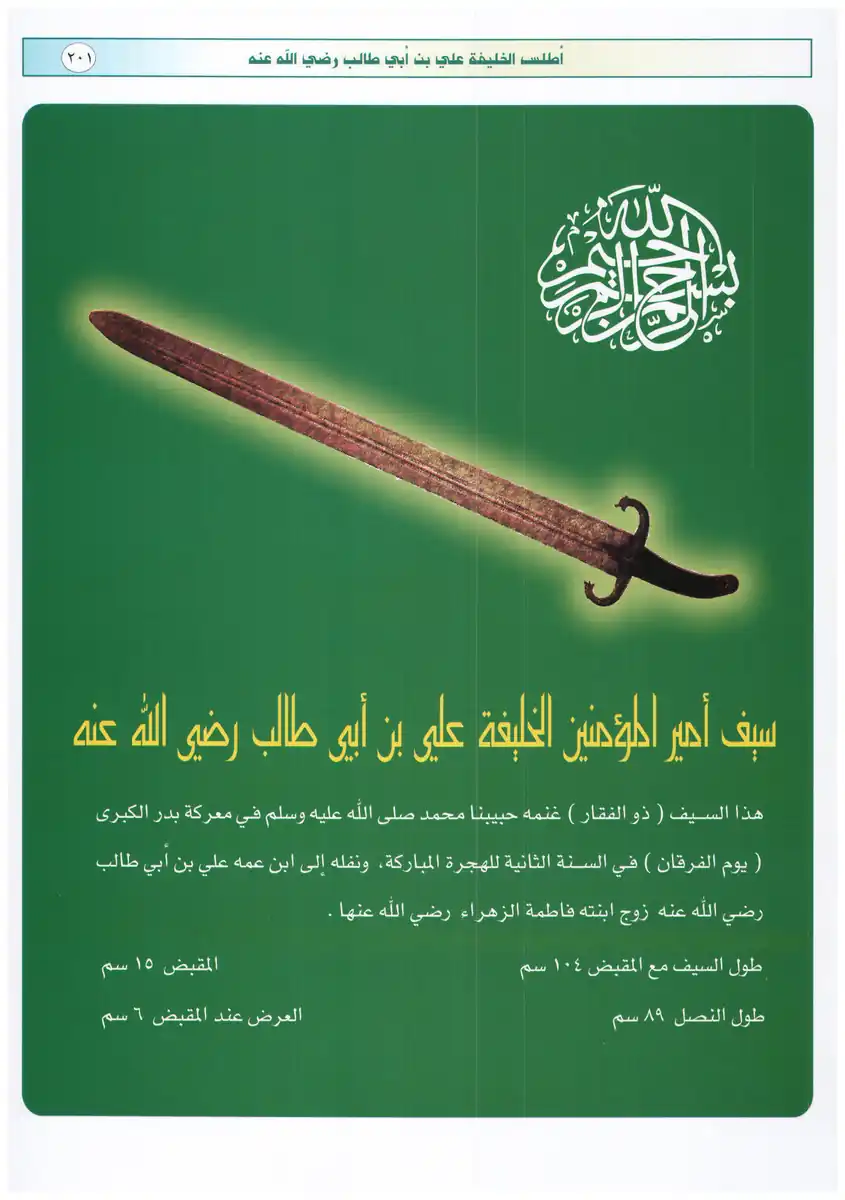 أطلس الخليفة علي بن أبي طالب رضي الله عنه
٢٠١
بسم الله الرحمن الرحيم
سيف أمير المؤمنين الخليفة علي بن أبي طالب رضي الله عنه
هذا السـيف ( ذو الفقار ) غنمه حبيبنا محمد صلى الله عليه وسلم في معركة بدر الكبرى
( يوم الفرقان ) في السـنة الثانية للهجرة المباركة، ونفله إلى ابن عمه علي بن أبي طالب
رضي الله عنه زوج ابنته فاطمة الزهراء رضي الله عنها .
طول السيف مع المقبض ١٠٤ سم
المقبض ١٥ سم
طول النصل ٨٩ سم
العرض عند المقبض ٦ سم